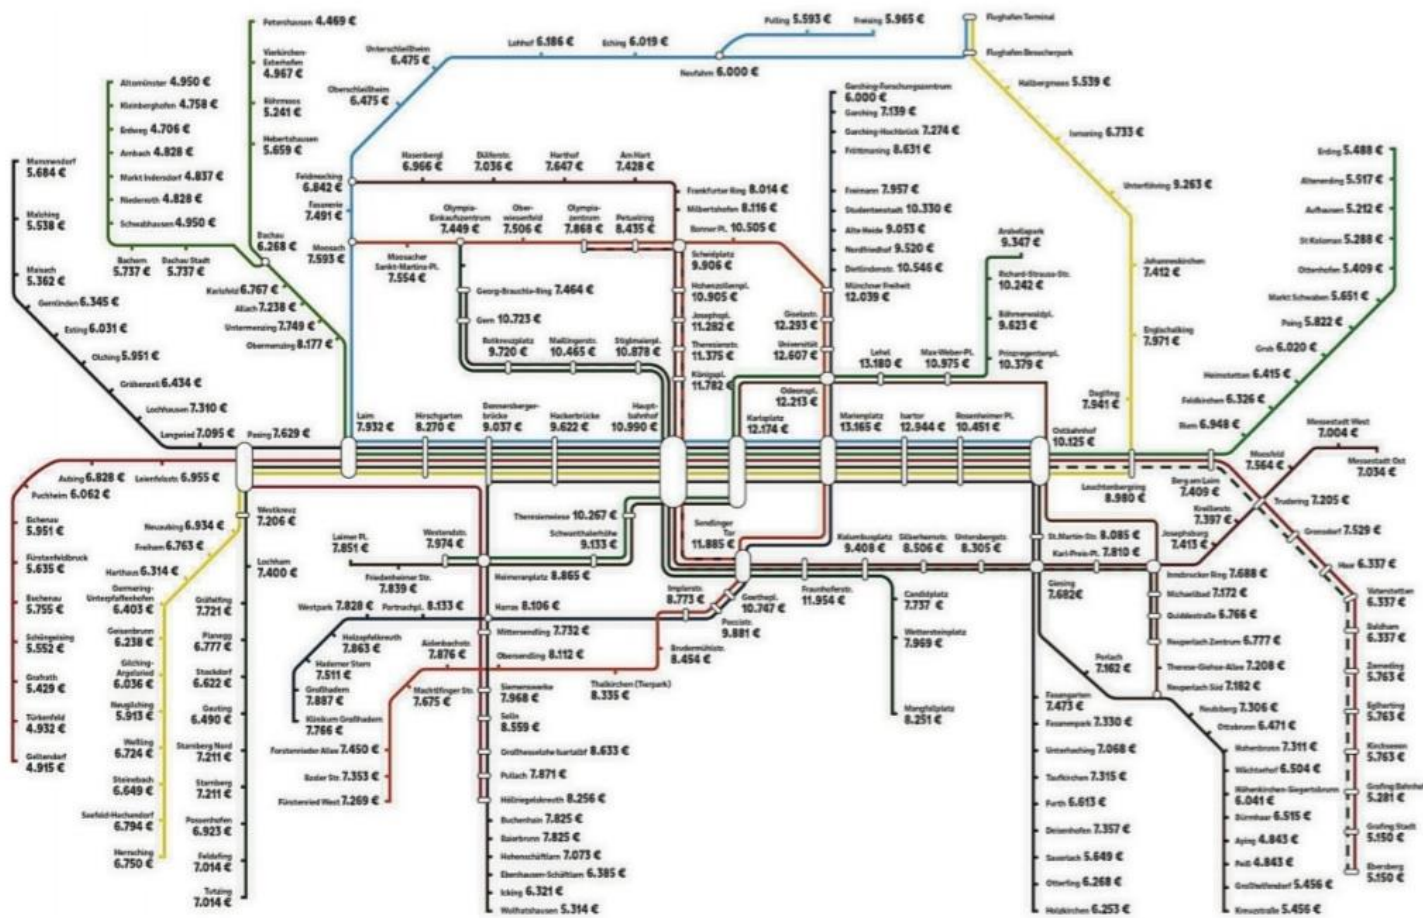 Petershausen 4.469 €
Vierkirchen-
Esterhofen
4.967 €
Röhrmoos
5.241 €
Hebertshausen
5.659 €
Altomünster 4.950 €
Kleinberghofen 4.758 €
Erdweg 4.706 €
Arnbach 4.828 €
Markt Indersdorf 4.837 €
Niederroth 4.828 €
Schwabhausen 4.950 €
Bachern
5.737 €
Dachau Stadt
5.737 €
Dachau
6.268 €
Karlsfeld 6.767 €
Allach 7.238 €
Untermenzing 7.749 €
Obermenzing 8.177 €
Mammendorf
5.684 €
Malching
5.538 €
Maisach
5.362 €
Gernlinden 6.345 €
Esting 6.031 €
Olching 5.951 €
Gröbenzell 6.434 €
Lochhausen 7.310 €
Langwied 7.095 €
Pasing 7.629 €
Unterschleißheim
6.475 €
Oberschleißheim
6.475 €
Lohhof 6.186 €
Eching 6.019 €
Neufahrn 6.000 €
Pulling 5.593 €
Freising 5.965 €
Flughafen Terminal
Flughafen Besucherpark
Hallbergmoos 5.539 €
Ismaning 6.733 €
Unterföhring 9.263 €
Johanneskirchen
7.412 €
Englschalking
7.971 €
Daglfing
7.941 €
Feldmoching
6.842 €
Fasanerie
7.491 €
Moosach
7.593 €
Hasenbergl
6.966 €
Dülferstr.
7.036 €
Harthof
7.647 €
Am Hart
7.428 €
Frankfurter Ring 8.014 €
Milbertshofen 8.116 €
Bonner Pl. 10.505 €
Moosacher
Sankt-Martins-Pl.
7.554 €
Olympia-
Einkaufszentrum
7.449 €
Ober-
wiesenfeld
7.506 €
Olympia-
zentrum
7.868 €
Petuelring
8.435 €
Scheidplatz
9.906 €
Hohenzollernpl.
10.905 €
Josephspl.
11.282 €
Theresienstr.
11.375 €
Königspl.
11.782 €
Georg-Brauchle-Ring 7.464 €
Gern 10.723 €
Rotkreuzplatz
9.720 €
Maillingerstr.
10.465 €
Stiglmaierpl.
10.878 €
Garching-Forschungszentrum
6.000 €
Garching 7.139 €
Garching-Hochbrück 7.274 €
Fröttmaning 8.631 €
Freimann 7.957 €
Studentenstadt 10.330 €
Alte Heide 9.053 €
Nordfriedhof 9.520 €
Dietlindenstr. 10.546 €
Münchner Freiheit
12.039 €
Giselastr.
12.293 €
Universität
12.607 €
Odeonspl.
12.213 €
Lehel
13.180 €
Max-Weber-Pl.
10.975 €
Arabellapark
9.347 €
Richard-Strauss-Str.
10.242 €
Böhmerwaldpl.
9.623 €
Prinzregentenpl.
10.379 €
Erding 5.488 €
Altenerding 5.517 €
Aufhausen 5.212 €
St Koloman 5.288 €
Ottenhofen 5.409 €
Markt Schwaben 5.651 €
Poing 5.822 €
Grub 6.020 €
Heimstetten 6.415 €
Feldkirchen 6.326 €
Riem 6.948 €
Laim
7.932 €
Hirschgarten
8.270 €
Donnersberger-
brücke
9.037 €
Hackerbrücke
9.622 €
Haupt-
bahnhof
10.990 €
Karlsplatz
12.174 €
Marienplatz
13.165 €
Isartor
12.944 €
Rosenheimer Pl.
10.451 €
Ostbahnhof
10.125 €
Leuchtenbergring
8.980 €
Berg am Laim
7.409 €
Messestadt West
7.004 €
Messestadt Ost
7.034 €
Moosfeld
7.564 €
Trudering 7.205 €
Kreillerstr.
7.397 €
Josephsburg
7.413 €
Gronsdorf 7.529 €
Haar 6.337 €
Vaterstetten
6.337 €
Baldham
6.337 €
Zorneding
5.763 €
Eglharting
5.763 €
Kirchseeon
5.763 €
Grafing Bahnhof
5.281 €
Grafing Stadt
5.150 €
Ebersberg
5.150 €
Aubing 6.828 €
Leienfelsstr. 6.955 €
Puchheim 6.062 €
Eichenau
5.951 €
Fürstenfeldbruck
5.635 €
Buchenau
5.755 €
Schöngeising
5.552 €
Grafrath
5.429 €
Türkenfeld
4.932 €
Geltendorf
4.915 €
Neuaubing 6.934 €
Freiham 6.763 €
Harthaus 6.314 €
Germering-
Unterpfaffenhofen
6.403 €
Geisenbrunn
6.238 €
Gilching-
Argelsried
6.036 €
Neugilching
5.913 €
Weßling
6.724 €
Steinebach
6.649 €
Seefeld-Hechendorf
6.794 €
Herrsching
6.750 €
Westkreuz
7.206 €
Lochham
7.400 €
Gräfelfing
7.721 €
Planegg
6.777 €
Stockdorf
6.622 €
Gauting
6.490 €
Starnberg Nord
7.211 €
Starnberg
7.211 €
Possenhofen
6.923 €
Feldafing
7.014 €
Tutzing
7.014 €
Laimer Pl.
7.851 €
Friedenheimer Str.
7.839 €
Westendstr.
7.974 €
Heimeranplatz 8.865 €
Schwanthalerhöhe
9.133 €
Theresienwiese 10.267 €
Sendlinger
Tor
11.885 €
Goethepl.
10.747 €
Poccistr.
9.881 €
Implerstr.
8.773 €
Brudermühlstr.
8.454 €
Thalkirchen (Tierpark)
8.335 €
Obersendling 8.112 €
Aidenbachstr.
7.876 €
Machtlfinger Str.
7.675 €
Forstenrieder Allee 7.450 €
Basler Str. 7.353 €
Fürstenried West 7.269 €
Westpark 7.828 €
Partnachpl. 8.133 €
Harras 8.106 €
Holzapfelkreuth
7.863 €
Haderner Stern
7.511 €
Großhadern
7.887 €
Klinikum Großhadern
7.766 €
Mittersendling 7.732 €
Siemenswerke
7.968 €
Solln
8.559 €
Großhesselohe Isartalbf 8.633 €
Pullach 7.871 €
Höllriegelskreuth
8.256 €
Buchenhain 7.825 €
Baierbrunn 7.825 €
Hohenschäftlarn 7.073 €
Ebenhausen-Schäftlarn 6.385 €
Icking 6.321 €
Wolfratshausen 5.314 €
Fraunhoferstr.
11.954 €
Kolumbusplatz
9.408 €
Silberhornstr.
8.506 €
Untersbergstr.
8.305 €
Candidplatz
7.737 €
Wettersteinplatz
7.969 €
Mangfallplatz
8.251 €
St.Martin-Str. 8.085 €
Karl-Preis-Pl. 7.810 €
Giesing
7.682€
Innsbrucker Ring 7.688 €
Michaelibad 7.172 €
Quiddestraße 6.766 €
Neuperlach Zentrum 6.777 €
Therese-Giehse-Allee 7.208 €
Neuperlach Süd 7.182 €
Perlach
7.162 €
Neubiberg 7.306 €
Ottobrunn 6.471 €
Hohenbrunn 7.311 €
Wächterhof 6.504 €
Höhenkirchen-Siegertsbrunn
6.041 €
Dürrnhaar 6.515 €
Aying 4.843 €
Peiß 4.843 €
Großhelfendorf 5.456 €
Kreuzstraße 5.456 €
Fasangarten
7.473 €
Fasanenpark 7.330 €
Unterhaching 7.068 €
Taufkirchen 7.315 €
Furth 6.613 €
Deisenhofen 7.357 €
Sauerlach 5.649 €
Otterfing 6.268 €
Holzkirchen 6.253 €